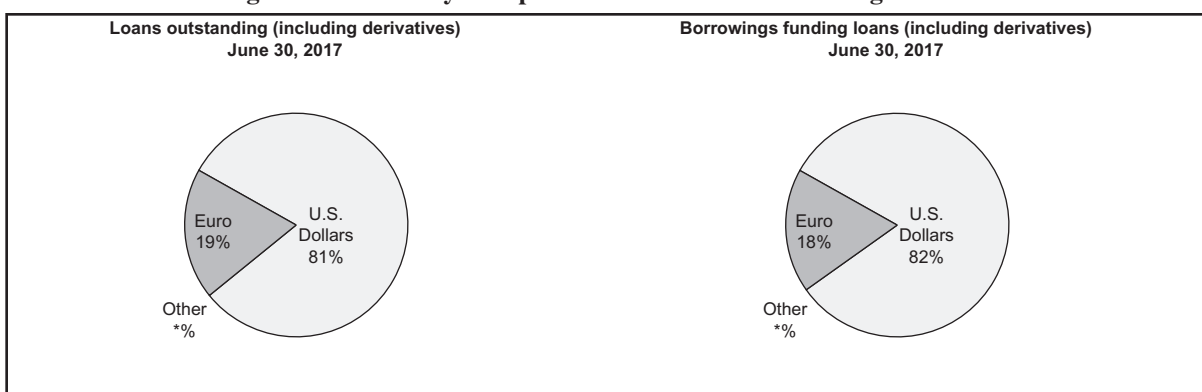 Loans outstanding (including derivatives)
June 30, 2017
Euro
19%
U.S.
Dollars
81%
Other
*%
Borrowings funding loans (including derivatives)
June 30, 2017
Euro
18%
U.S.
Dollars
82%
Other
*%